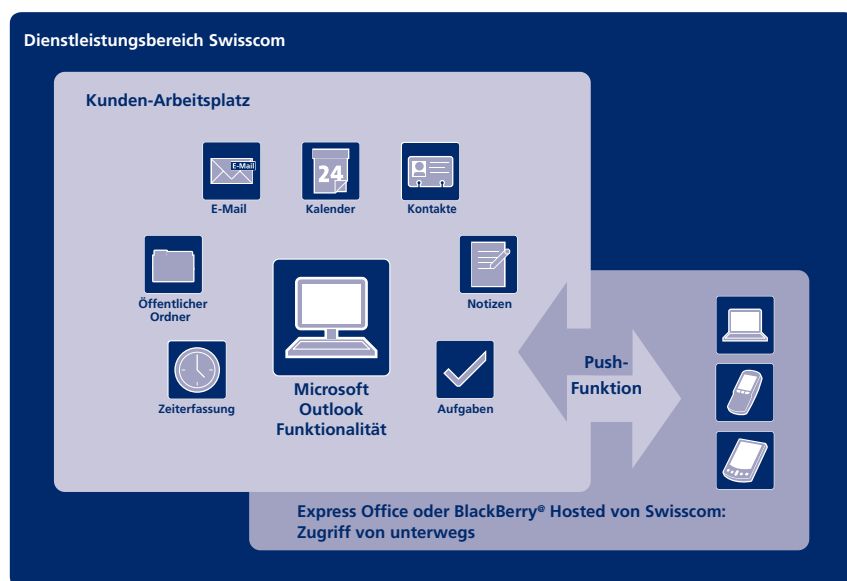 Dienstleistungsbereich Swisscom
Kunden-Arbeitsplatz
E-Mail
24
E-Mail
Kalender
Kontakte
Öffentlicher
Ordner
Notizen
Zeiterfassung
Microsoft
Outlook
Funktionalität
Aufgaben
Push-
Funktion
Express Office oder BlackBerry® Hosted von Swisscom:
Zugriff von unterwegs